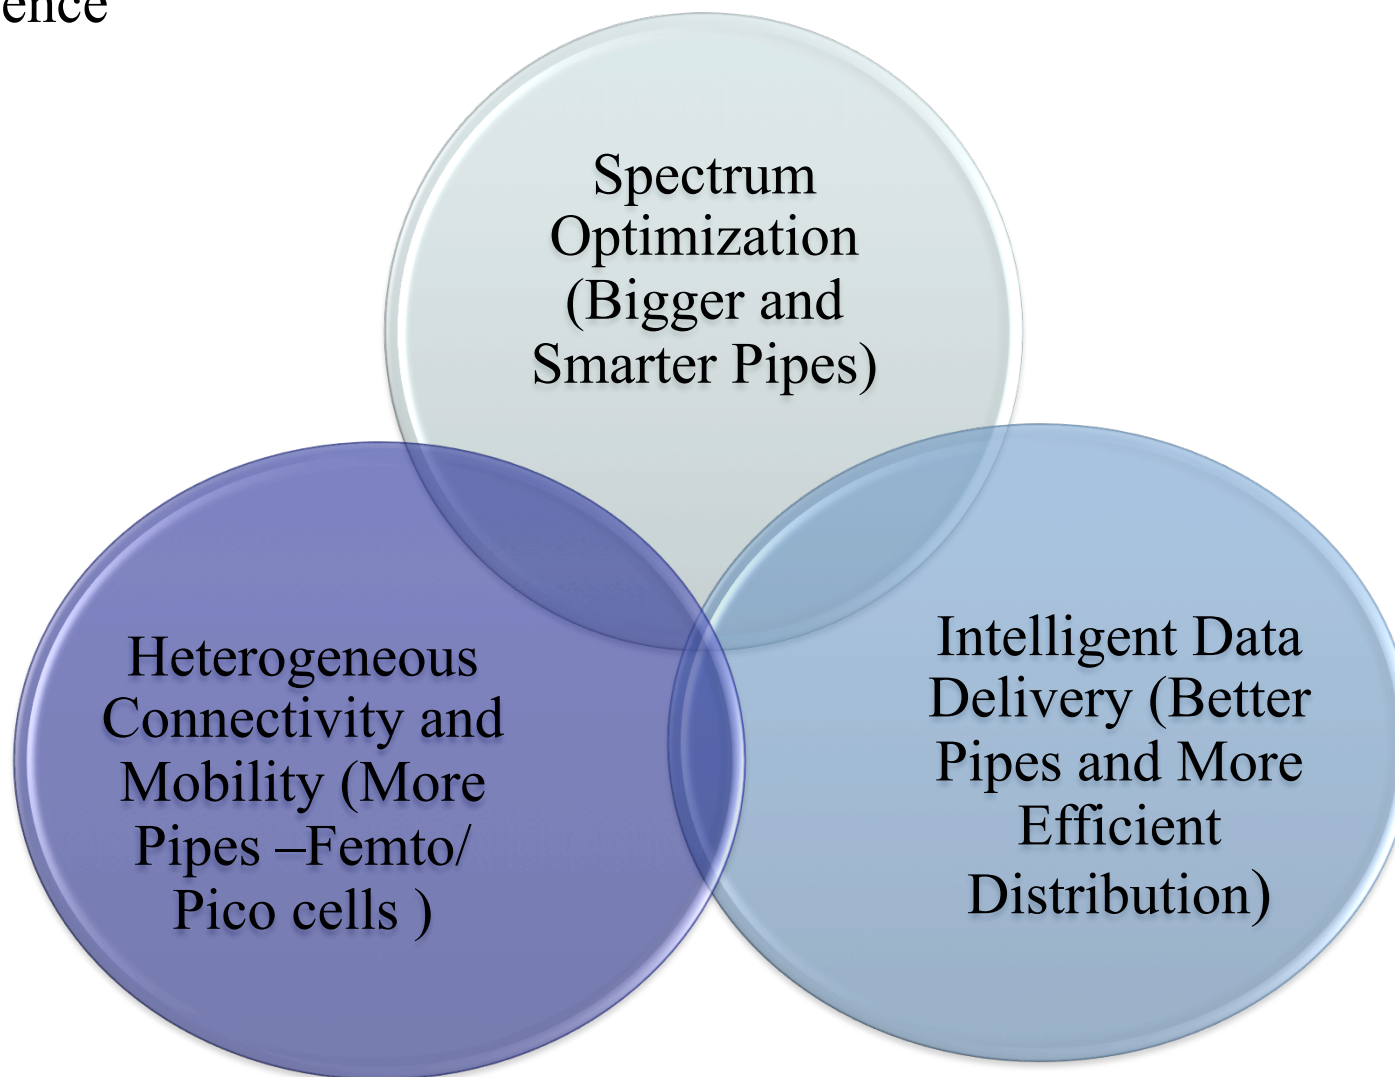 ence
Spectrum
Optimization
(Bigger and
Smarter Pipes)
Heterogeneous
Connectivity and
Mobility (More
Pipes –Femto/
Pico cells )
Intelligent Data
Delivery (Better
Pipes and More
Efficient
Distribution)